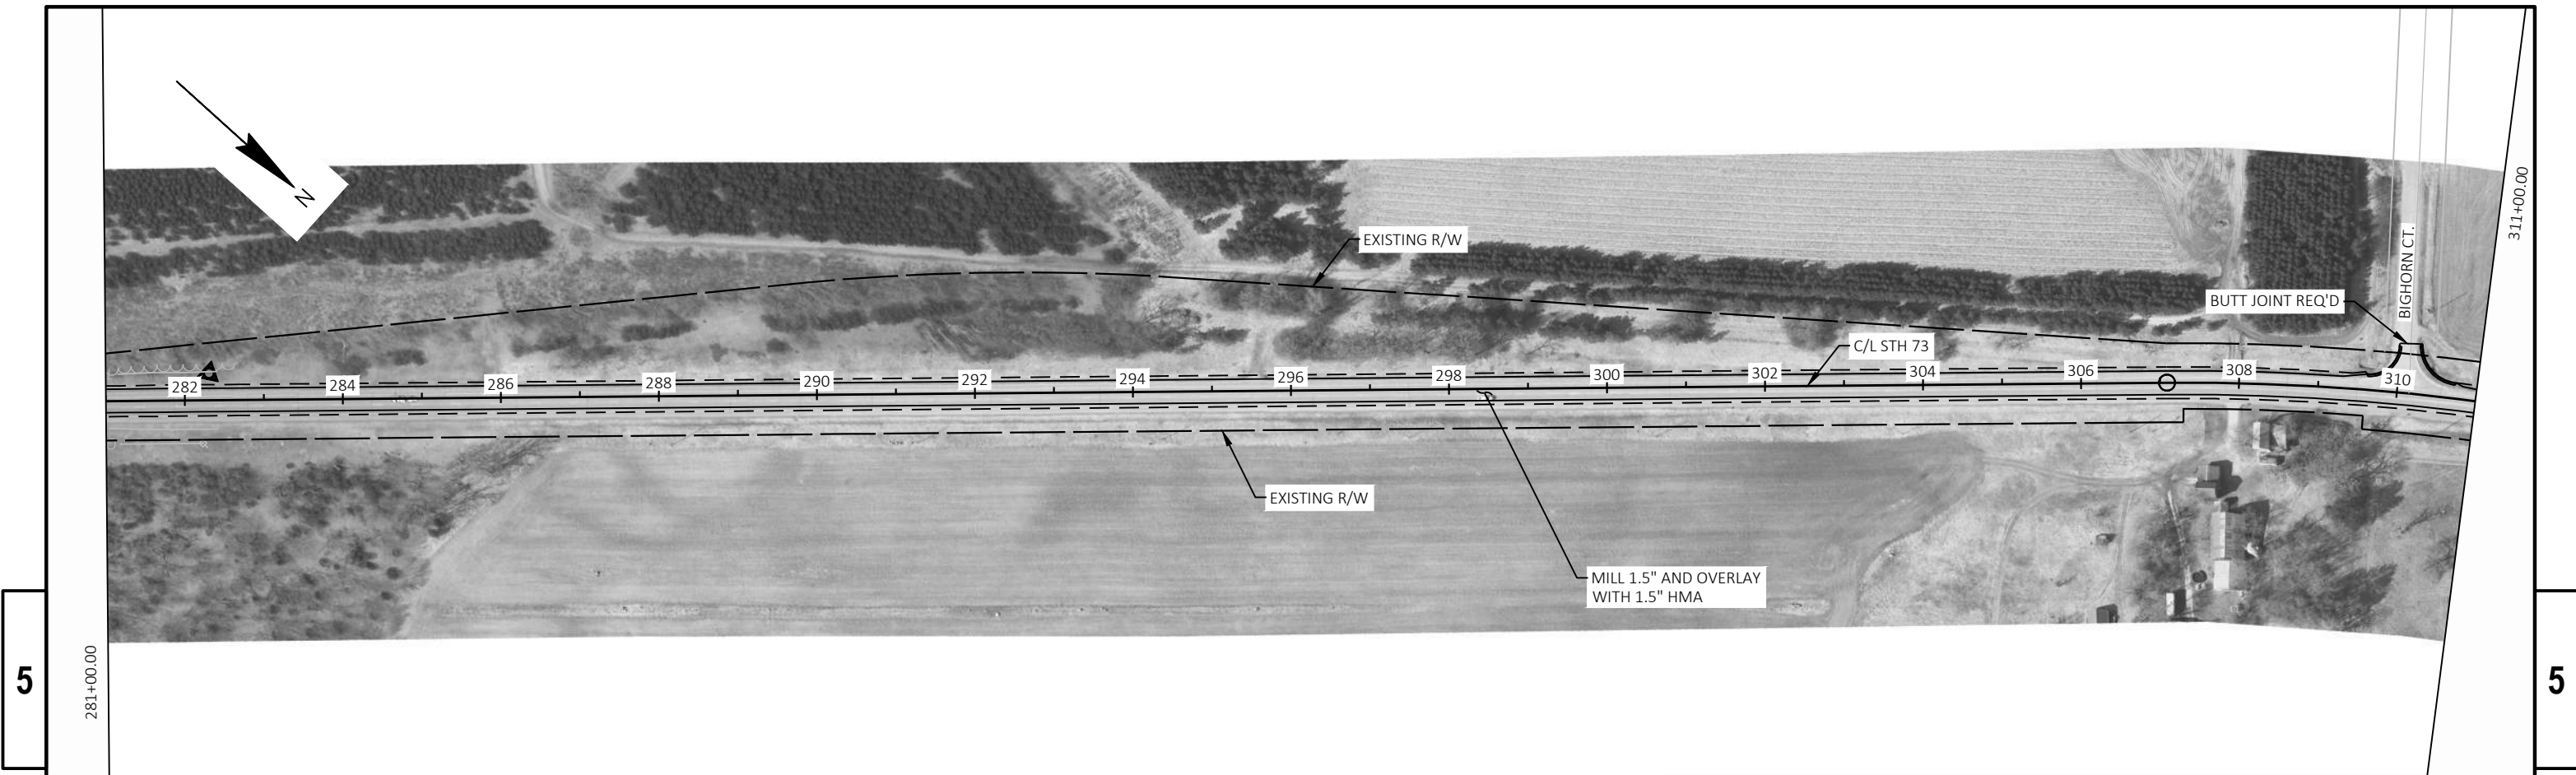 N
EXISTING R/W
311+00.00
BIGHORN CT.
BUTT JOINT REQ'D
C/L STH 73
282
284
286
288
290
292
294
296
298
300
302
304
306
308
310
EXISTING R/W
MILL 1.5" AND OVERLAY
WITH 1.5" HMA
281+00.00
5
5